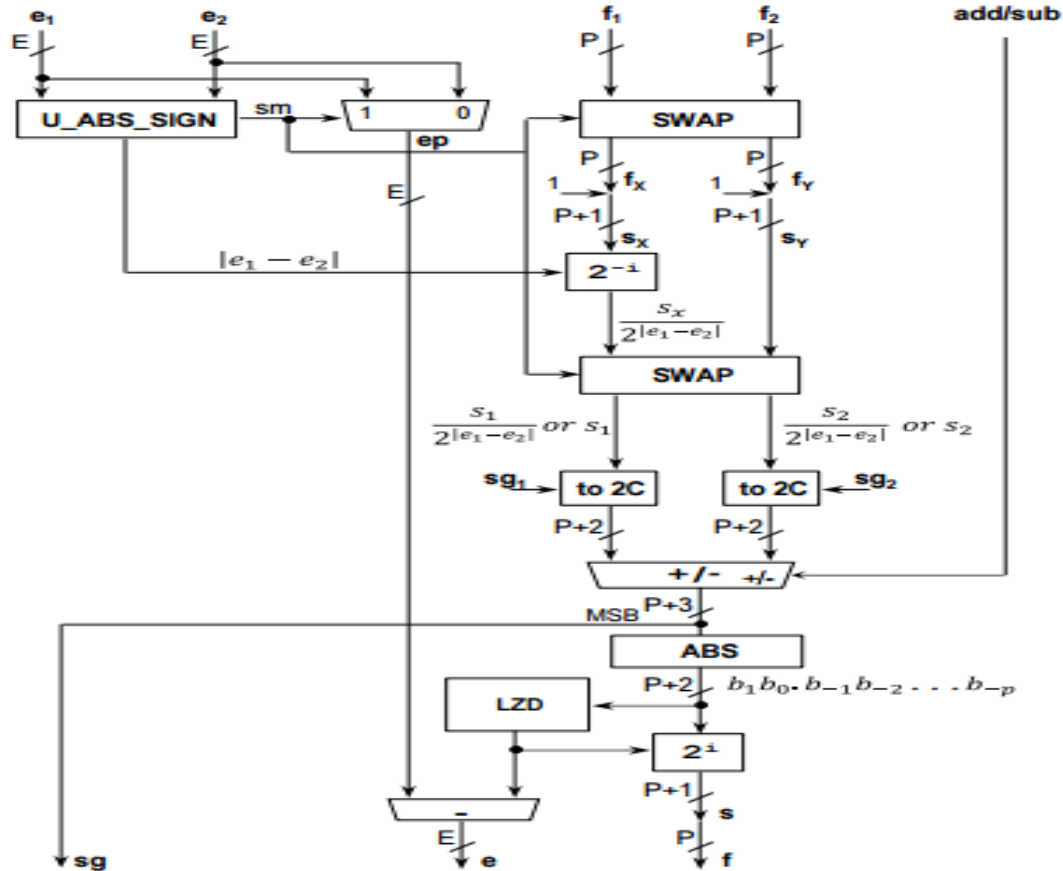 e₁ e₂ f₁ f₂ add/sub
E E P P
U_ABS_SIGN sm 1 0 SWAP
ep
E P fX P fY
1 1
P+1 P+1
sX sY
|e₁ − e₂| 2⁻ⁱ
sₓ / 2^|e₁−e₂|
SWAP
s₁ / 2^|e₁−e₂| or s₁ s₂ / 2^|e₁−e₂| or s₂
sg₁ to 2C to 2C sg₂
P+2 P+2
+/- +/-
MSB P+3
ABS
P+2 b₁b₀.b₋₁b₋₂...b₋ₚ
LZD
2ⁱ
P+1
- s
E P
sg e f